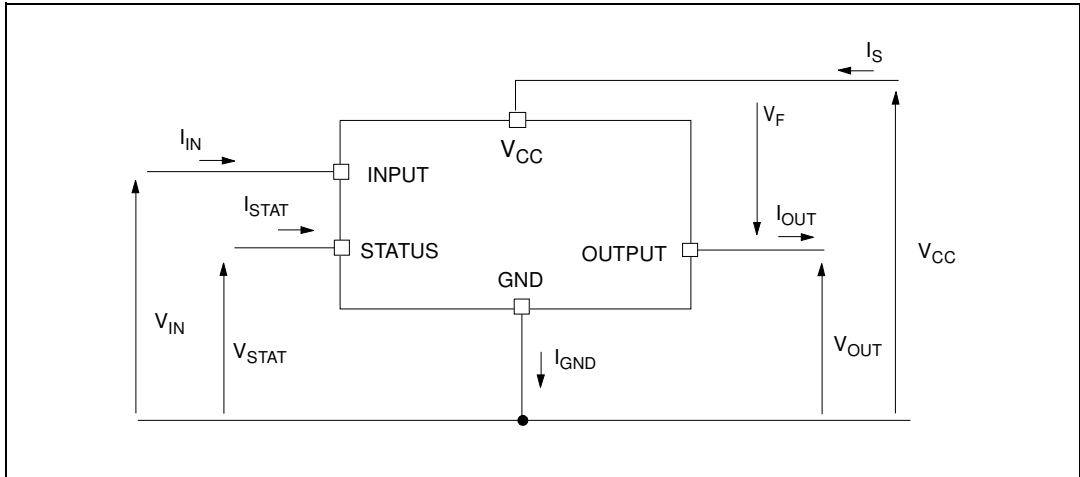 I_S
V_F
V_CC
I_IN
INPUT
I_STAT
I_OUT
STATUS
OUTPUT
V_CC
GND
V_IN
V_STAT
I_GND
V_OUT